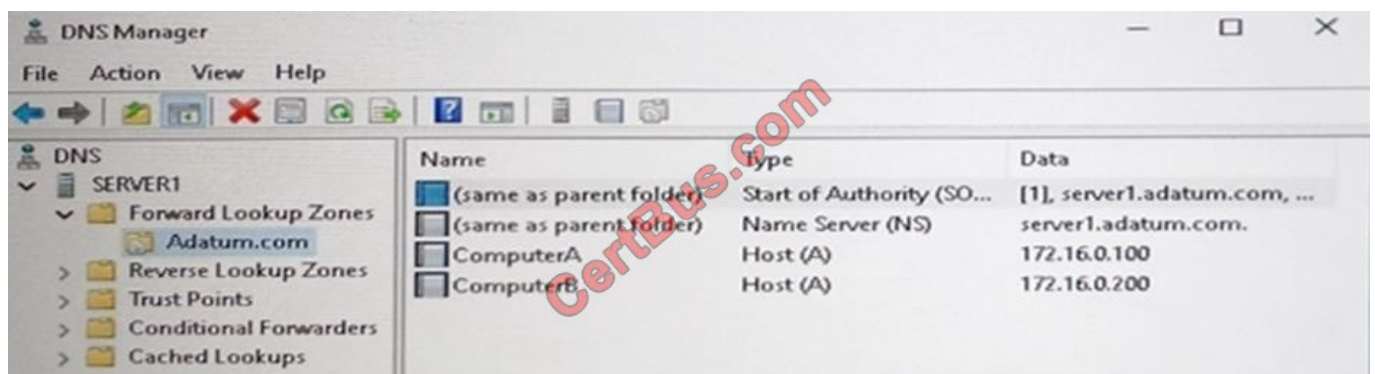 DNS Manager
File Action View Help
DNS
SERVER1
Forward Lookup Zones
Adatum.com
Reverse Lookup Zones
Trust Points
Conditional Forwarders
Cached Lookups
Name Type Data
(same as parent folder) Start of Authority (SO... [1], server1.adatum.com, ...
(same as parent folder) Name Server (NS) server1.adatum.com.
ComputerA Host (A) 172.16.0.100
ComputerB Host (A) 172.16.0.200
CertBus.com